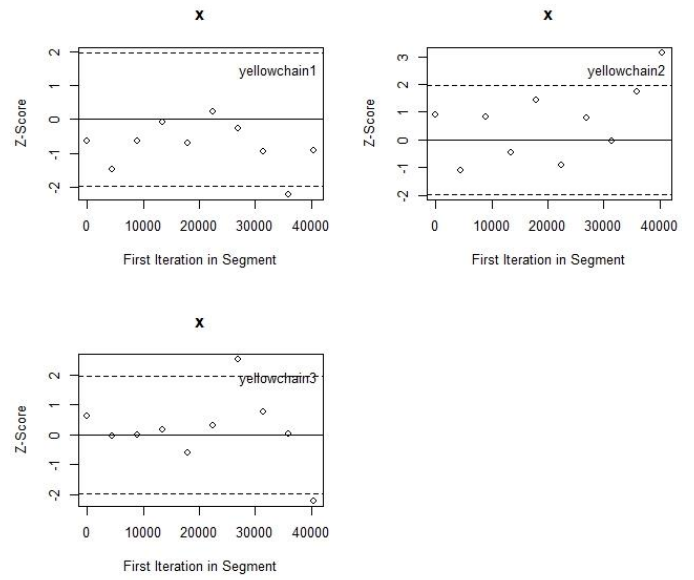 x
yellowchain1
Z-Score
2
1
0
-1
-2
0 10000 20000 30000 40000
First Iteration in Segment
x
yellowchain2
Z-Score
3
2
1
0
-1
-2
0 10000 20000 30000 40000
First Iteration in Segment
x
yellowchain3
Z-Score
2
1
0
-1
-2
0 10000 20000 30000 40000
First Iteration in Segment